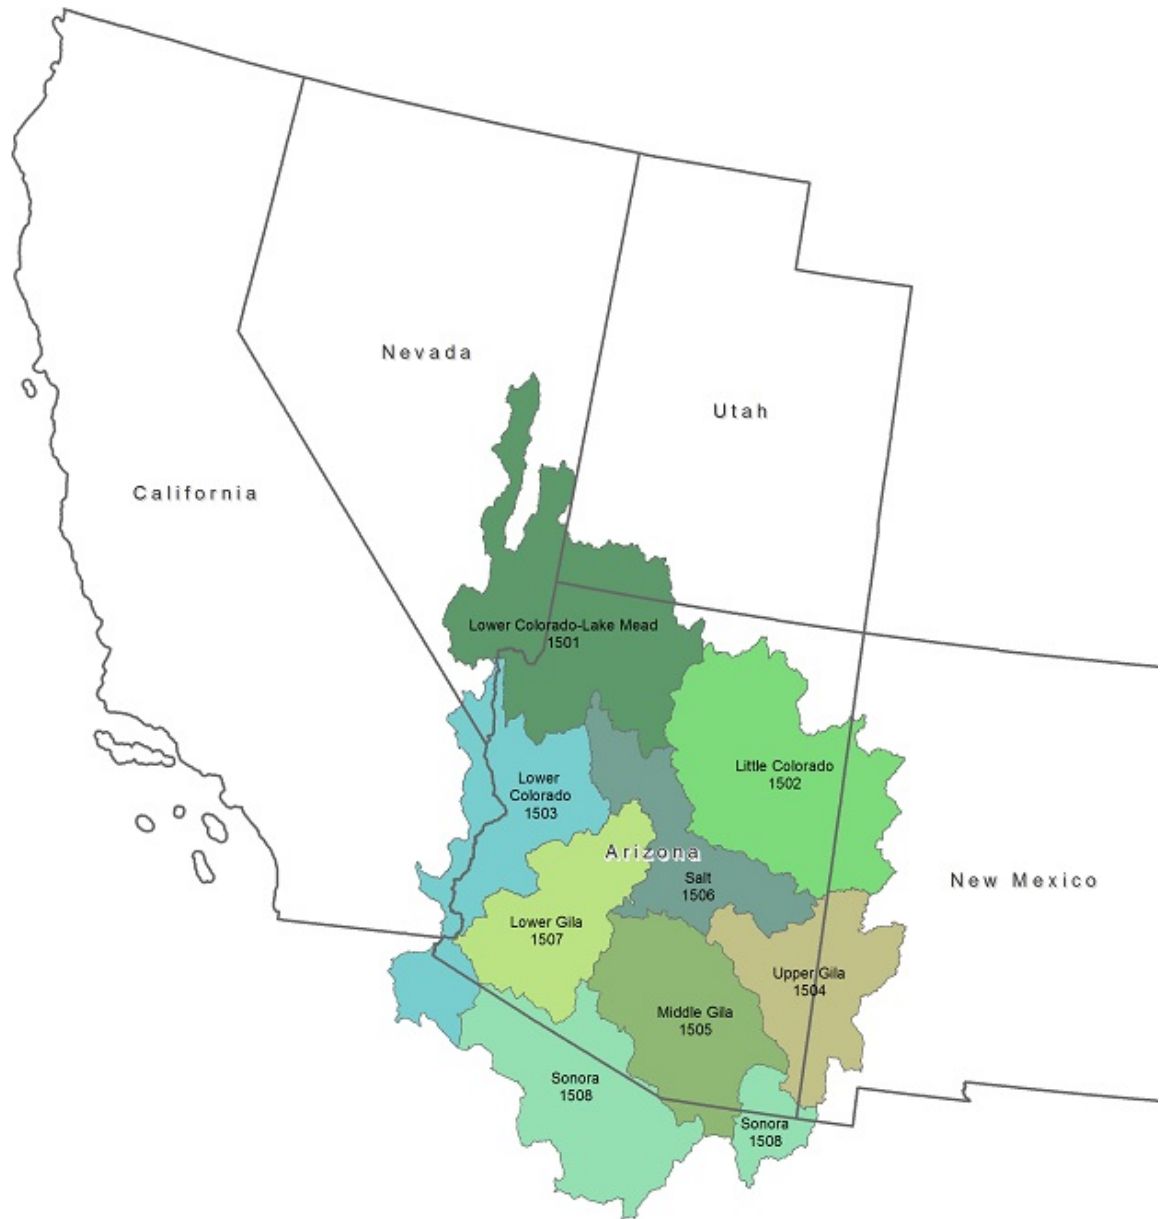 Nevada
Utah
California
Lower Colorado-Lake Mead
1501
Little Colorado
1502
Lower
Colorado
1503
Arizona
Salt
1506
New Mexico
Lower Gila
1507
Upper Gila
1504
Middle Gila
1505
Sonora
1508
Sonora
1508